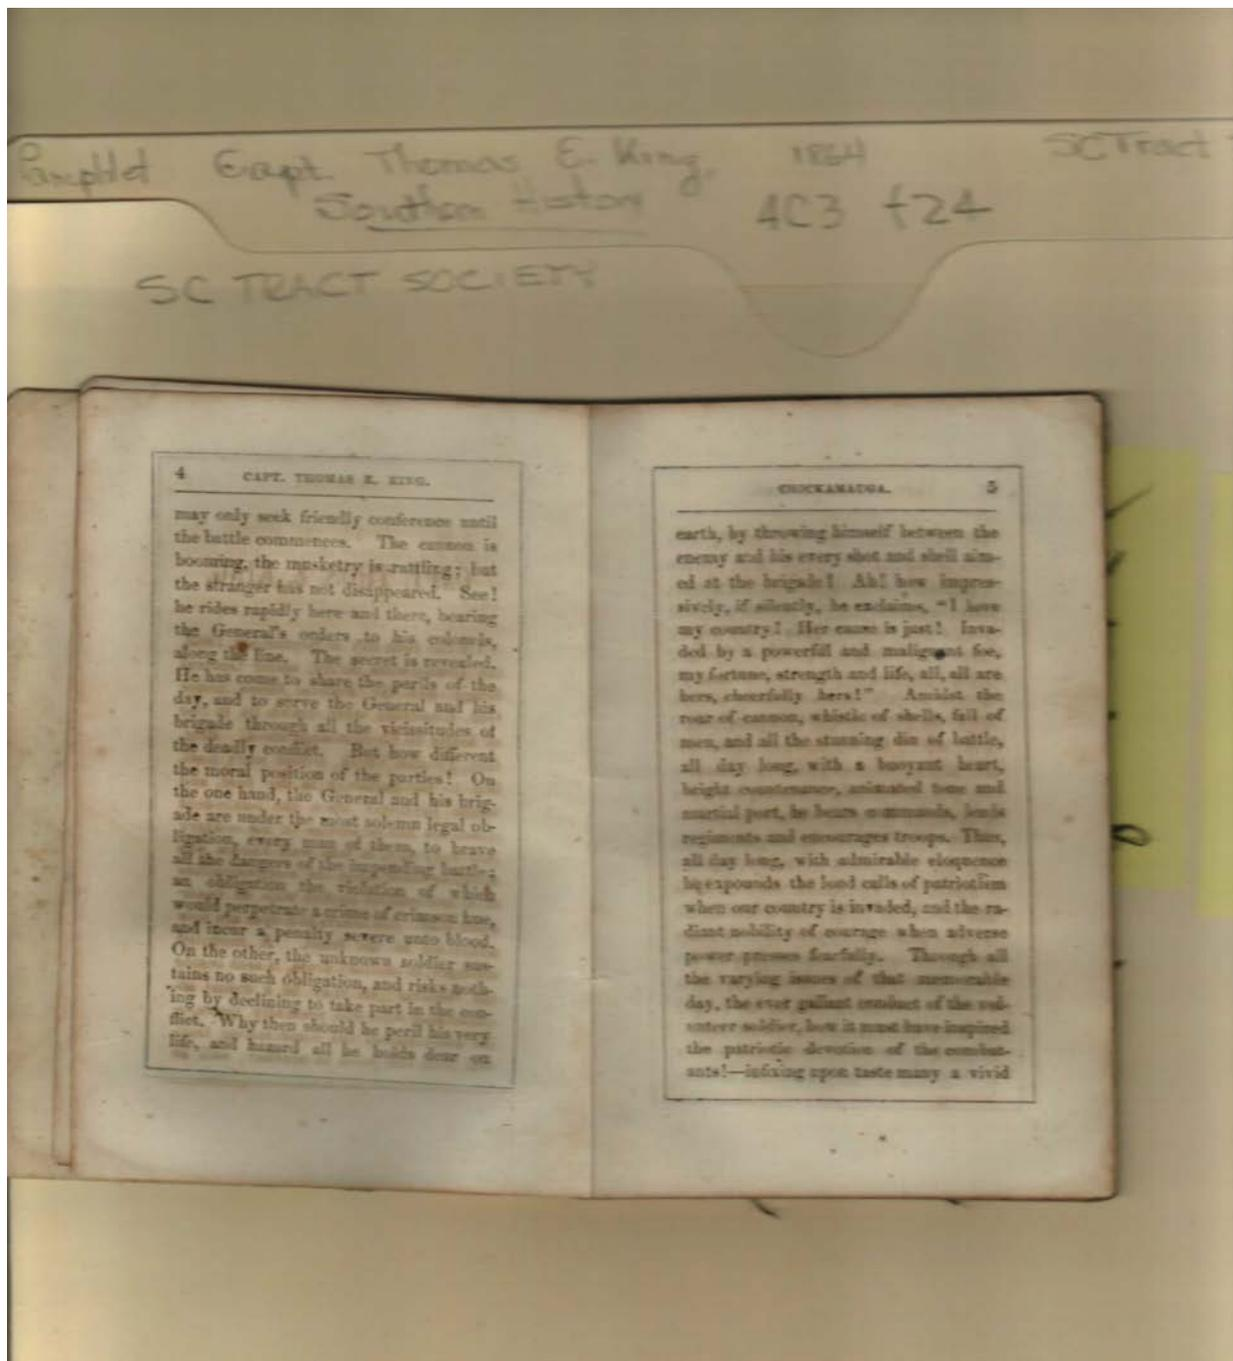 Pamphlet Capt. Thomas E. King, 1864 SC Tract
Southern History 4C3 t24
SC TRACT SOCIETY
4 CAPT. THOMAS E. KING.
may only seek friendly conference until
the battle commences. The cannon is
booming, the musketry is rattling; but
the stranger has not disappeared. See!
he rides rapidly here and there, bearing
the General's orders to his colonels,
along the line. The secret is revealed.
He has come to share the perils of the
day, and to serve the General and his
brigade through all the vicissitudes of
the deadly conflict. But how different
the moral position of the parties! On
the one hand, the General and his brig-
ade are under the most solemn legal ob-
ligation, every man of them, to brave
all the dangers of the impending battle;
an obligation the violation of which
would perpetrate a crime of crimson hue,
and incur a penalty severe unto blood.
On the other, the unknown soldier sus-
tains no such obligation, and risks noth-
ing by declining to take part in the con-
flict. Why then should he peril his very
life, and hazard all he holds dear on
CHICKAMAUGA. 5
earth, by throwing himself between the
enemy and his every shot and shell aim-
ed at the brigade! Ah! how impres-
sively, if silently, he exclaims, "I love
my country! Her cause is just! Inva-
ded by a powerful and malignant foe,
my fortune, strength and life, all, all are
hers, cheerfully hers!" Amidst the
roar of cannon, whistle of shells, fall of
men, and all the stunning din of battle,
all day long, with a buoyant heart,
bright countenance, animated tone and
martial port, he bears commands, leads
regiments and encourages troops. Thus,
all day long, with admirable eloquence
he expounds the loud calls of patriotism
when our country is invaded, and the ra-
diant nobility of courage when adverse
power presses fearfully. Through all
the varying issues of that memorable
day, the ever gallant conduct of the vol-
unteer soldier, how it must have inspired
the patriotic devotion of the combat-
ants!—infixing upon taste many a vivid